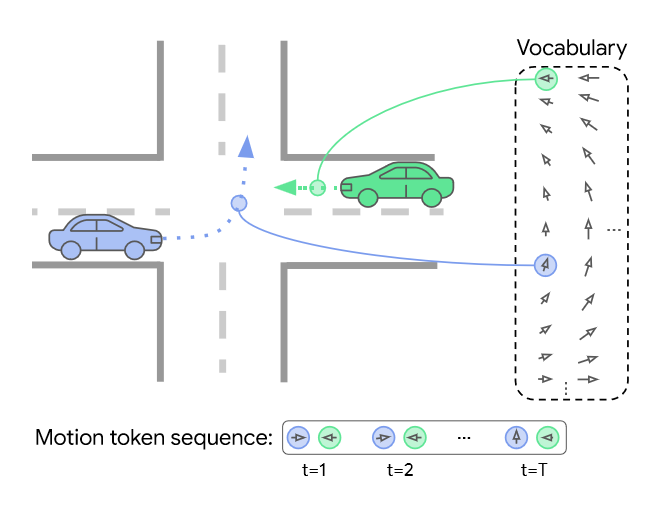 Vocabulary
Motion token sequence:
...
t=1
t=2
t=T